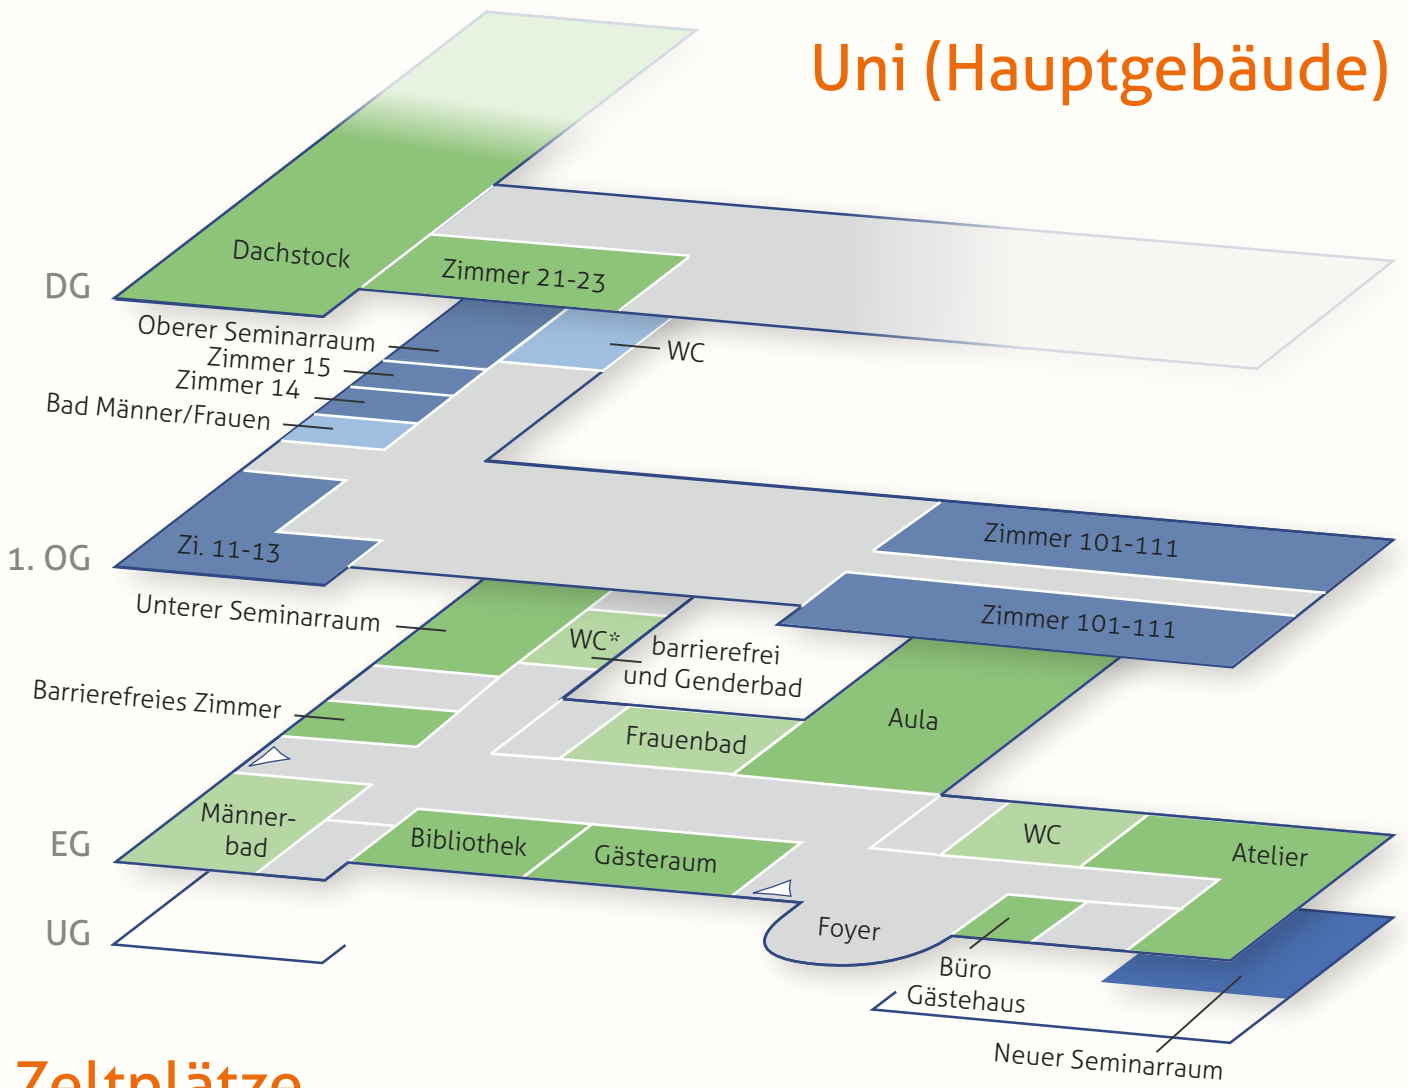 Uni (Hauptgebäude)
DG
Dachstock
Zimmer 21-23
Oberer Seminarraum
Zimmer 15
Zimmer 14
Bad Männer/Frauen
WC
1. OG
Zi. 11-13
Zimmer 101-111
Zimmer 101-111
Unterer Seminarraum
WC*
barrierefrei
und Genderbad
Barrierefreies Zimmer
Frauenbad
Aula
EG
Männer-
bad
Bibliothek
Gästeraum
WC
Atelier
Foyer
Büro
Gästehaus
UG
Neuer Seminarraum
Zeltplätze